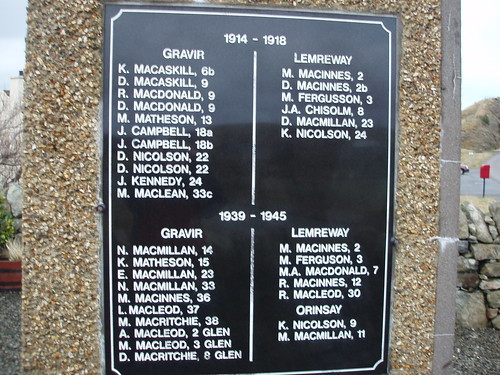 1914 - 1918
GRAVIR
K. MACASKILL, 6b
D. MACASKILL, 9
R. MACDONALD, 9
D. MACDONALD, 9
M. MATHESON, 13
J. CAMPBELL, 18a
J. CAMPBELL, 18b
D. NICOLSON, 22
D. NICOLSON, 22
J. KENNEDY, 24
M. MACLEAN, 33c
LEMREWAY
M. MACINNES, 2
D. MACINNES, 2b
M. FERGUSSON, 3
J.A. CHISOLM, 8
D. MACMILLAN, 23
K. NICOLSON, 24
1939 - 1945
GRAVIR
N. MACMILLAN, 14
K. MATHESON, 15
E. MACMILLAN, 23
N. MACMILLAN, 33
M. MACINNES, 36
L. MACLEOD, 37
M. MACRITCHIE, 38
A. MACLEOD, 2 GLEN
M. MACLEOD, 3 GLEN
D. MACRITCHIE, 8 GLEN
LEMREWAY
M. MACINNES, 2
M. FERGUSON, 3
M.A. MACDONALD, 7
R. MACINNES, 12
R. MACLEOD, 30
ORINSAY
K. NICOLSON, 9
M. MACMILLAN, 11